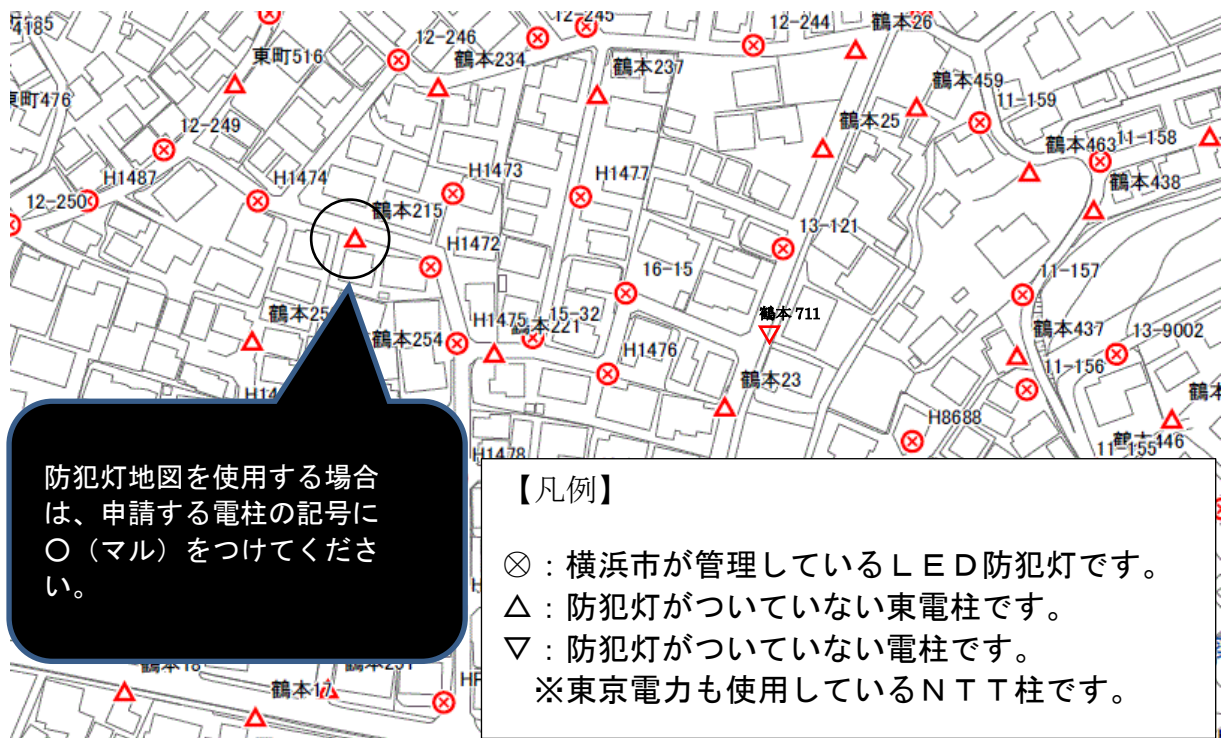 12-245
12-244
鶴本26
12-246
東町516
鶴本234
鶴本237
鶴本459
11-159
東町476
12-249
鶴本25
鶴本463
11-158
H1487
H1474
H1473
H1477
鶴本438
12-250
鶴本215
13-121
H1472
16-15
11-157
鶴本711
鶴本25
鶴本254
H1475
鶴本221
15-32
鶴本437
13-9002
H1476
11-156
鶴本23
H8688
鶴本446
11-155
H1478
防犯灯地図を使用する場合
は、申請する電柱の記号に
〇（マル）をつけてくださ
い。
【凡例】
⊗：横浜市が管理しているＬＥＤ防犯灯です。
△：防犯灯がついていない東電柱です。
▽：防犯灯がついていない電柱です。
※東京電力も使用しているＮＴＴ柱です。
鶴本18
鶴本17
鶴本251